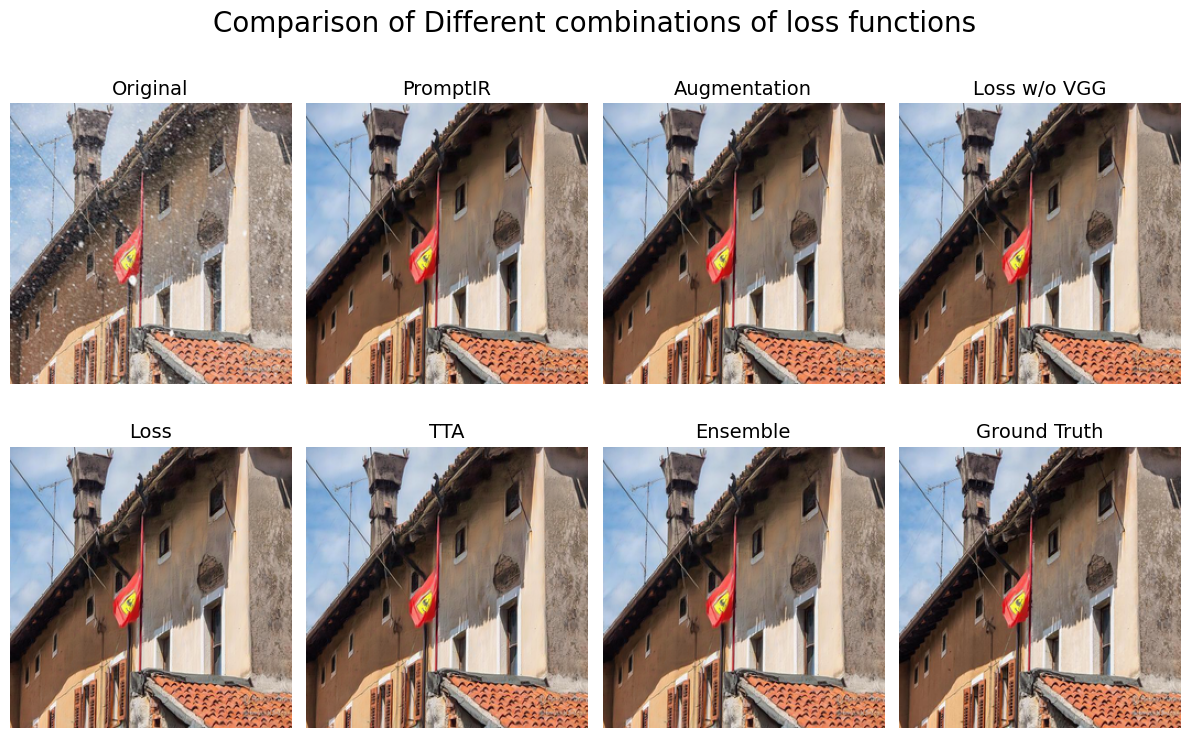 Comparison of Different combinations of loss functions
Original
PromptIR
Augmentation
Loss w/o VGG
Loss
TTA
Ensemble
Ground Truth